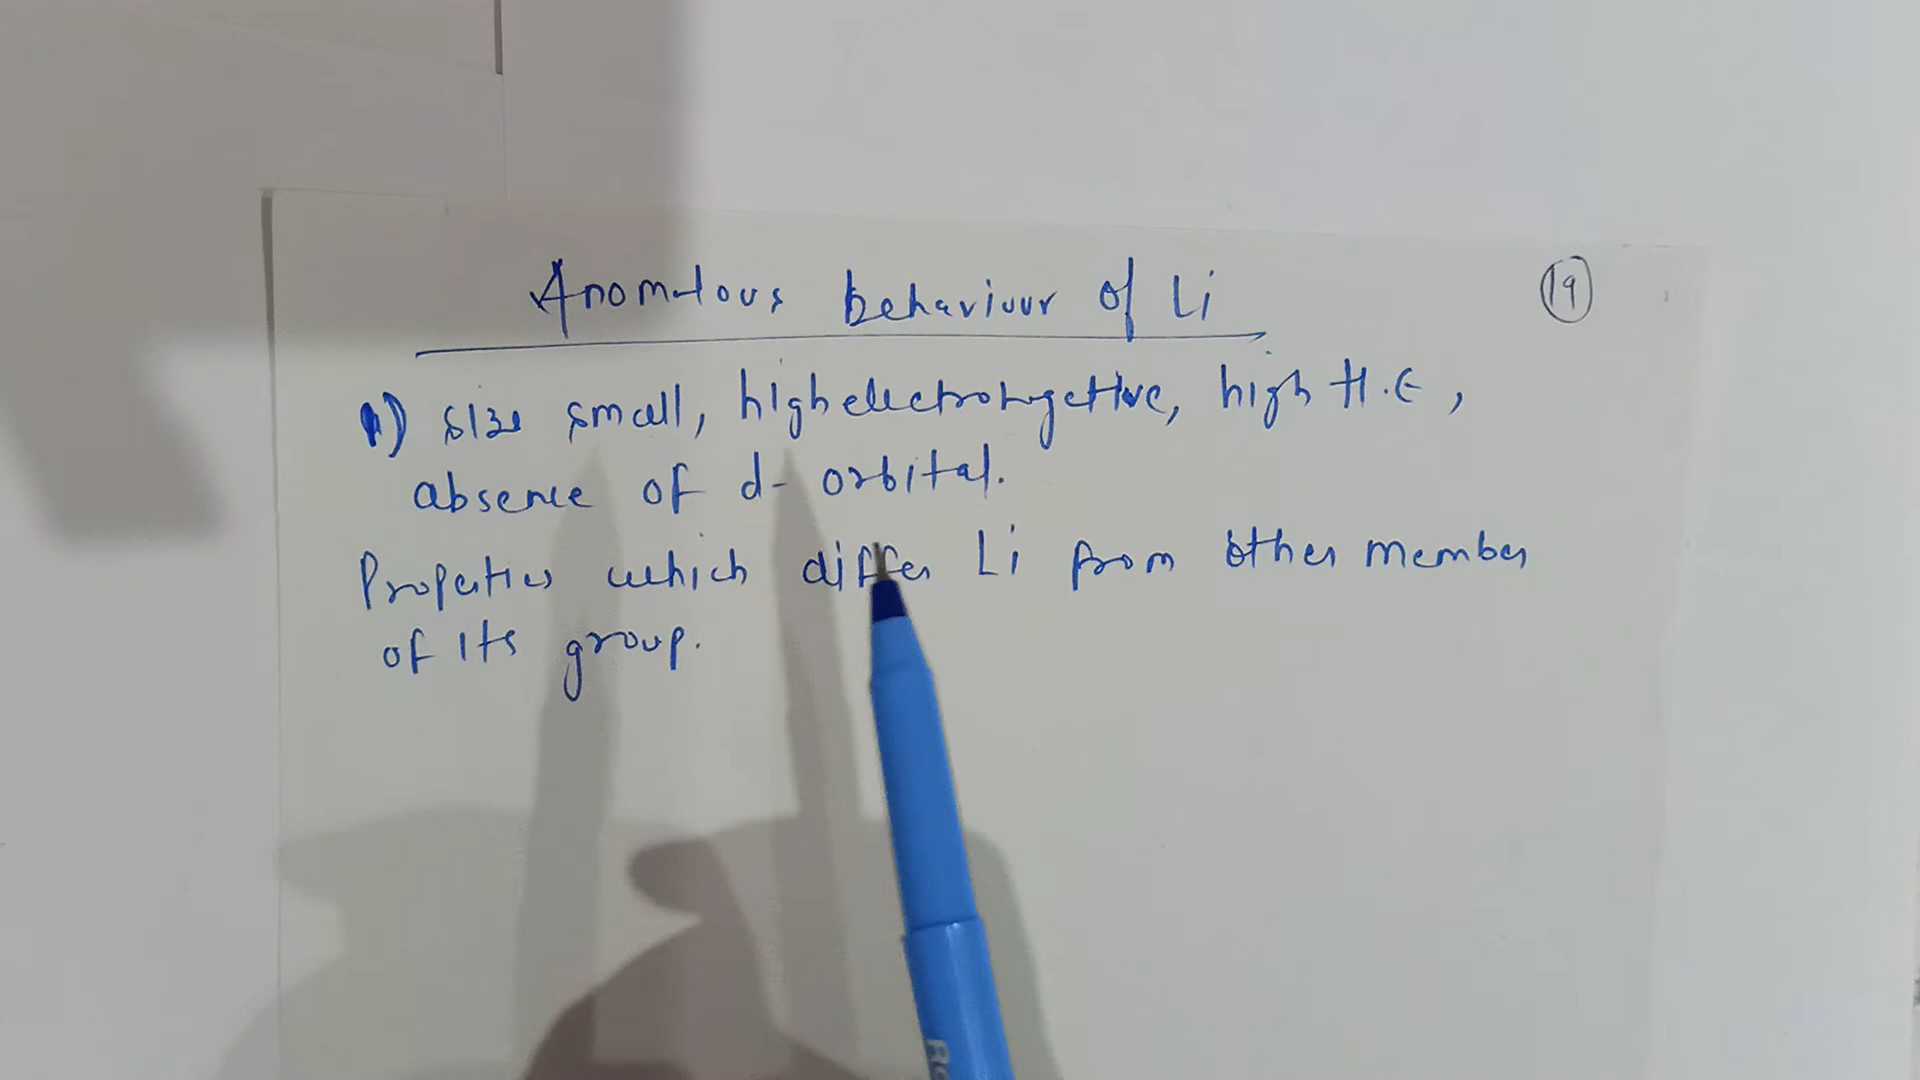 Anomalous behaviour of Li
19
1) size small, high electronegative, high H.E,
absence of d- orbital.
Properties which differ Li from other member
of its group.